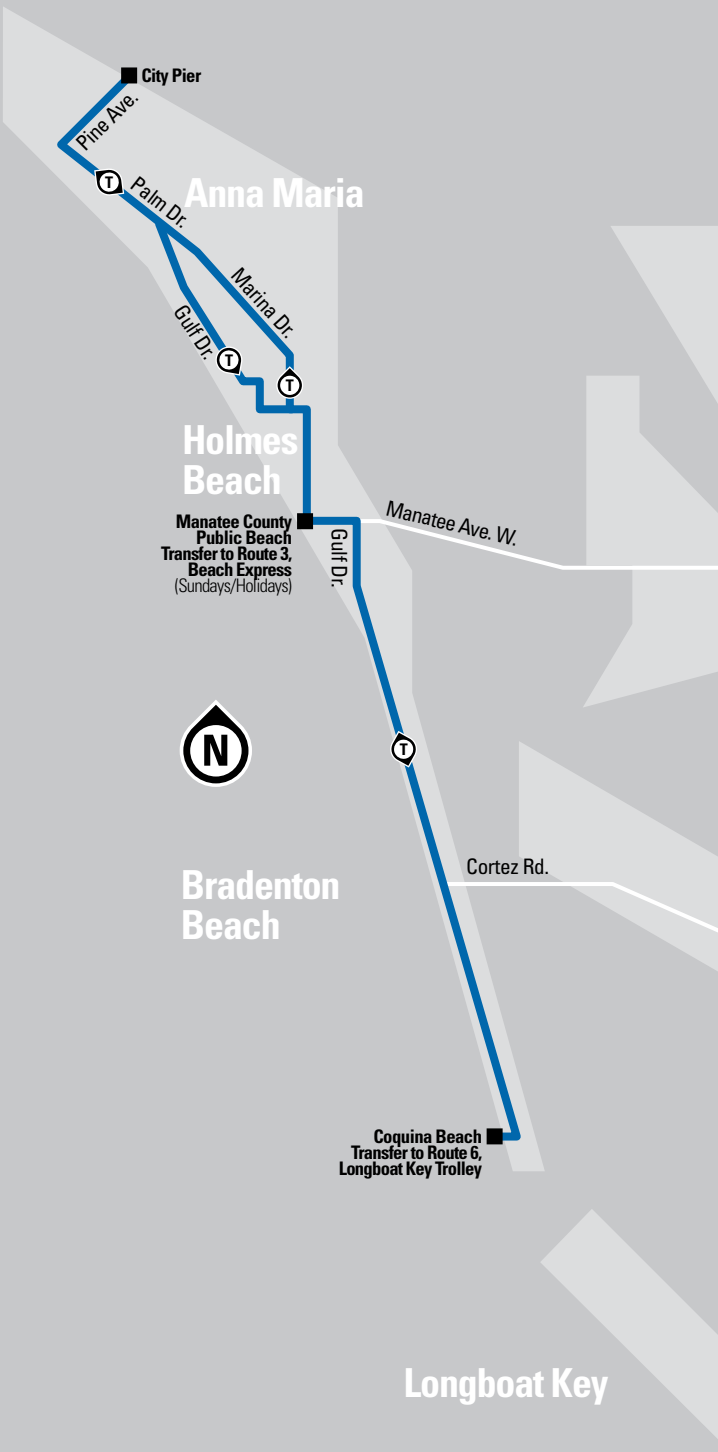 City Pier
Pine Ave.
T
Palm Dr.
Anna Maria
Marina Dr.
Gulf Dr.
T
T
Holmes
Beach
Manatee County
Public Beach
Transfer to Route 3,
Beach Express
(Sundays/Holidays)
Manatee Ave. W.
Gulf Dr.
N
T
Cortez Rd.
Bradenton
Beach
Coquina Beach
Transfer to Route 6,
Longboat Key Trolley
Longboat Key